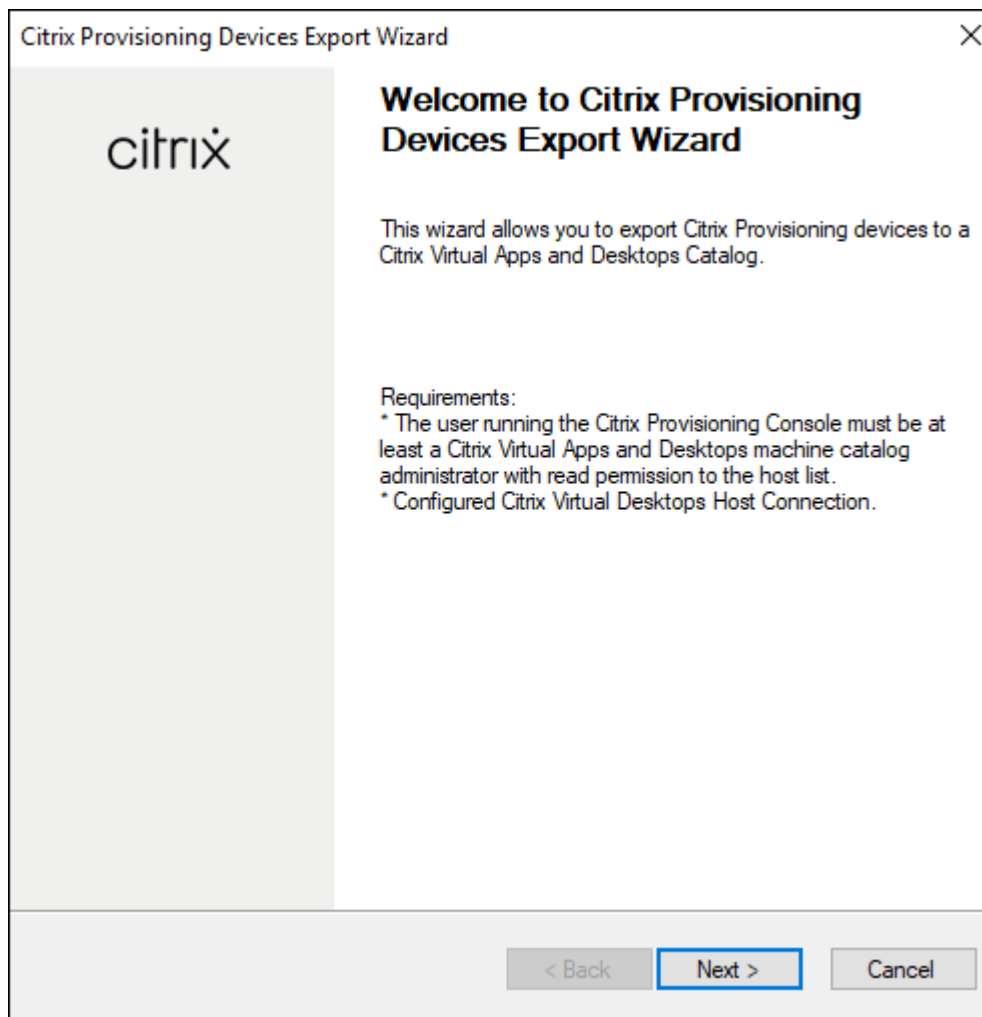 Citrix Provisioning Devices Export Wizard
citrix
Welcome to Citrix Provisioning
Devices Export Wizard
This wizard allows you to export Citrix Provisioning devices to a
Citrix Virtual Apps and Desktops Catalog.
Requirements:
* The user running the Citrix Provisioning Console must be at
least a Citrix Virtual Apps and Desktops machine catalog
administrator with read permission to the host list.
* Configured Citrix Virtual Desktops Host Connection.
< Back
Next >
Cancel